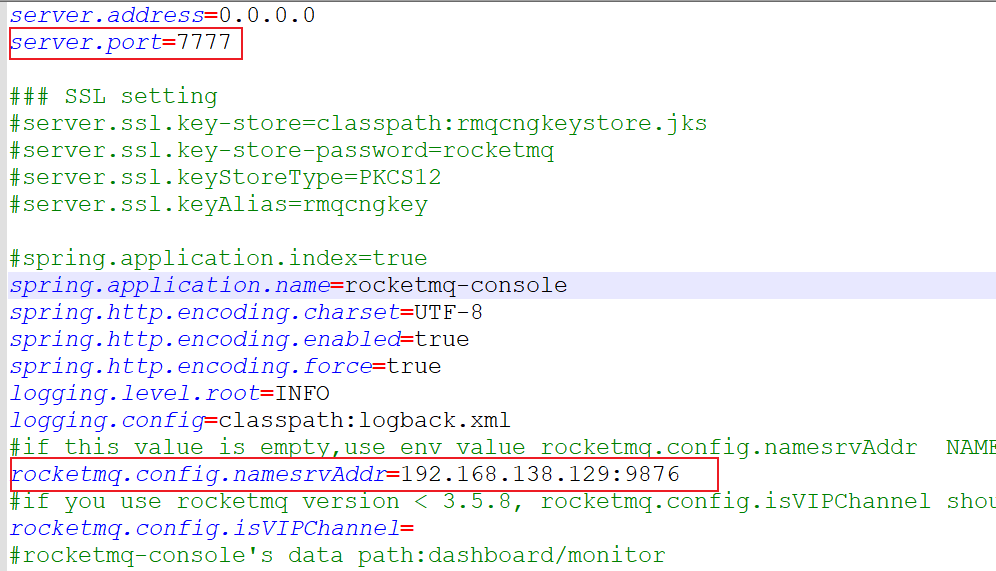 server.address=0.0.0.0
server.port=7777
### SSL setting
#server.ssl.key-store=classpath:rmqcngkeystore.jks
#server.ssl.key-store-password=rocketmq
#server.ssl.keyStoreType=PKCS12
#server.ssl.keyAlias=rmqcngkey
#spring.application.index=true
spring.application.name=rocketmq-console
spring.http.encoding.charset=UTF-8
spring.http.encoding.enabled=true
spring.http.encoding.force=true
logging.level.root=INFO
logging.config=classpath:logback.xml
#if this value is empty,use env value rocketmq.config.namesrvAddr  NAME
rocketmq.config.namesrvAddr=192.168.138.129:9876
#if you use rocketmq version < 3.5.8, rocketmq.config.isVIPChannel shou
rocketmq.config.isVIPChannel=
#rocketmq-console's data path:dashboard/monitor